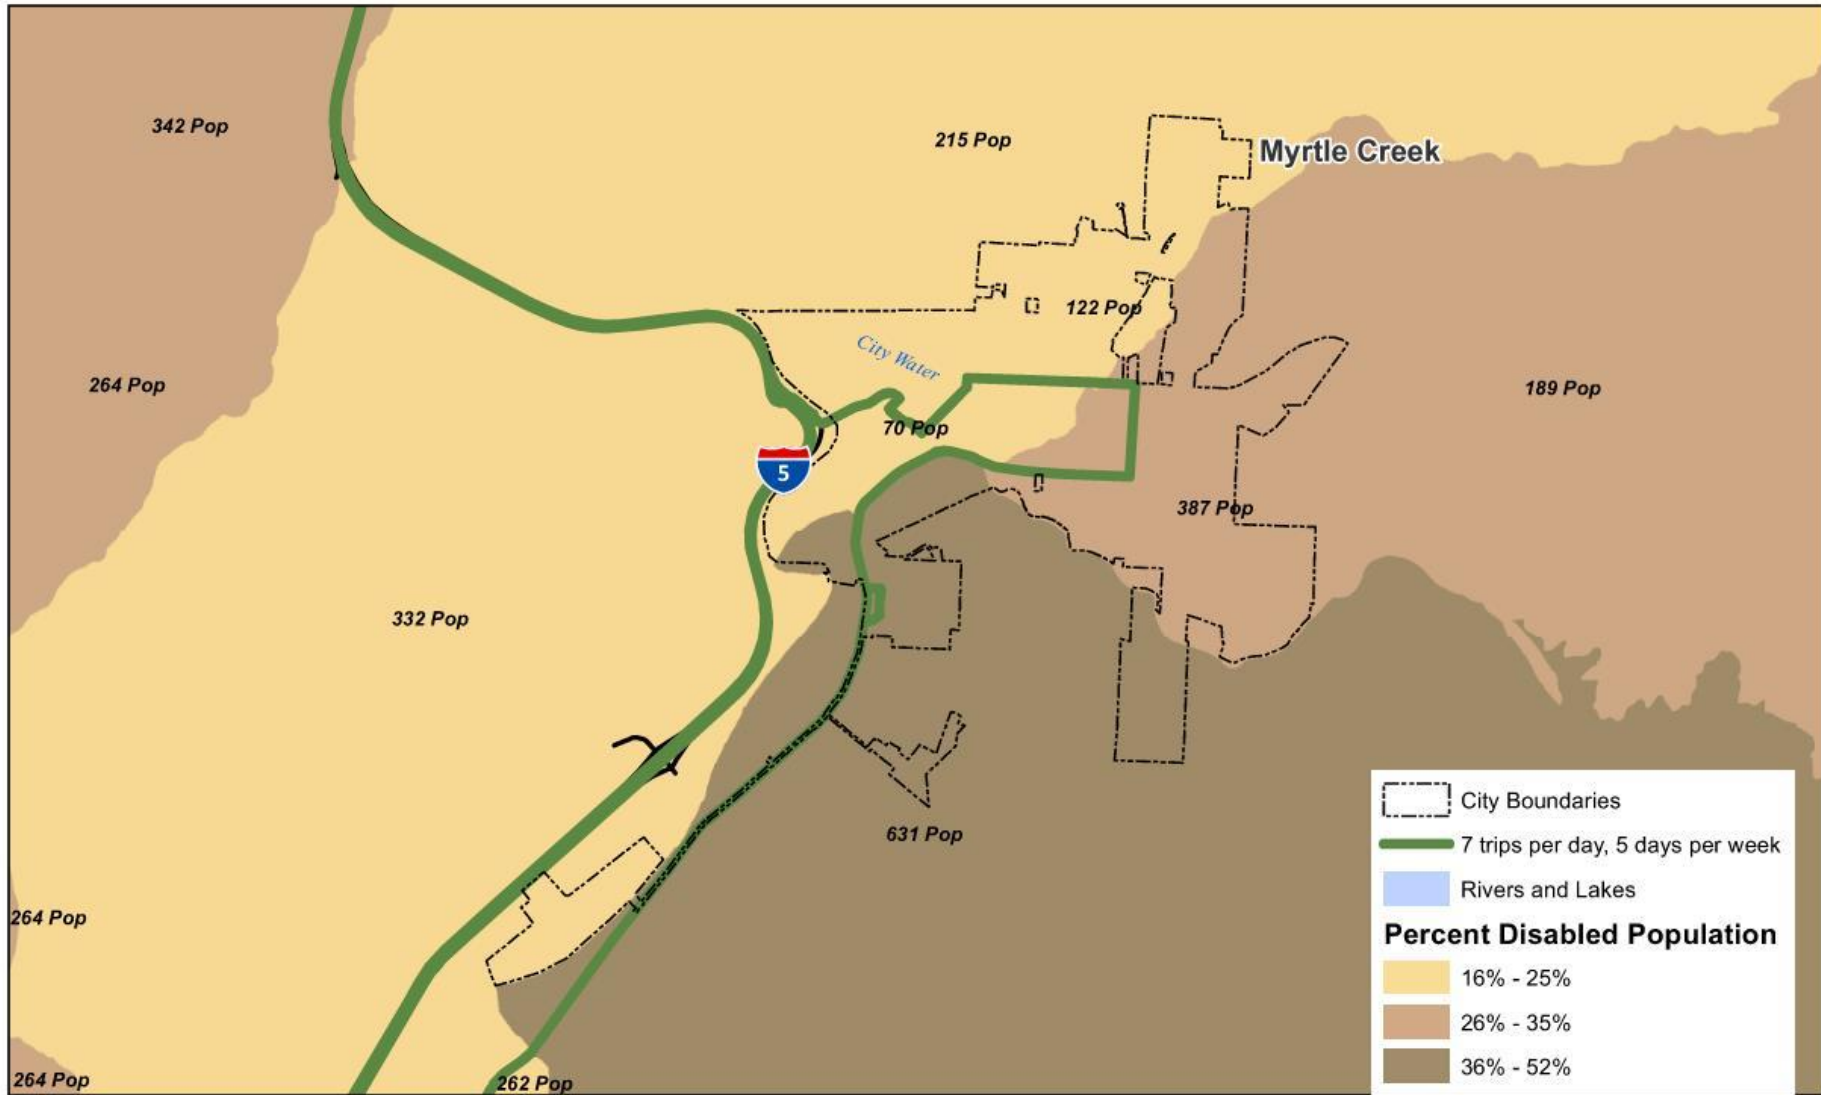 342 Pop
215 Pop
Myrtle Creek
122 Pop
City Water
264 Pop
189 Pop
70 Pop
5
387 Pop
332 Pop
631 Pop
264 Pop
264 Pop
262 Pop
City Boundaries
7 trips per day, 5 days per week
Rivers and Lakes
Percent Disabled Population
16% - 25%
26% - 35%
36% - 52%